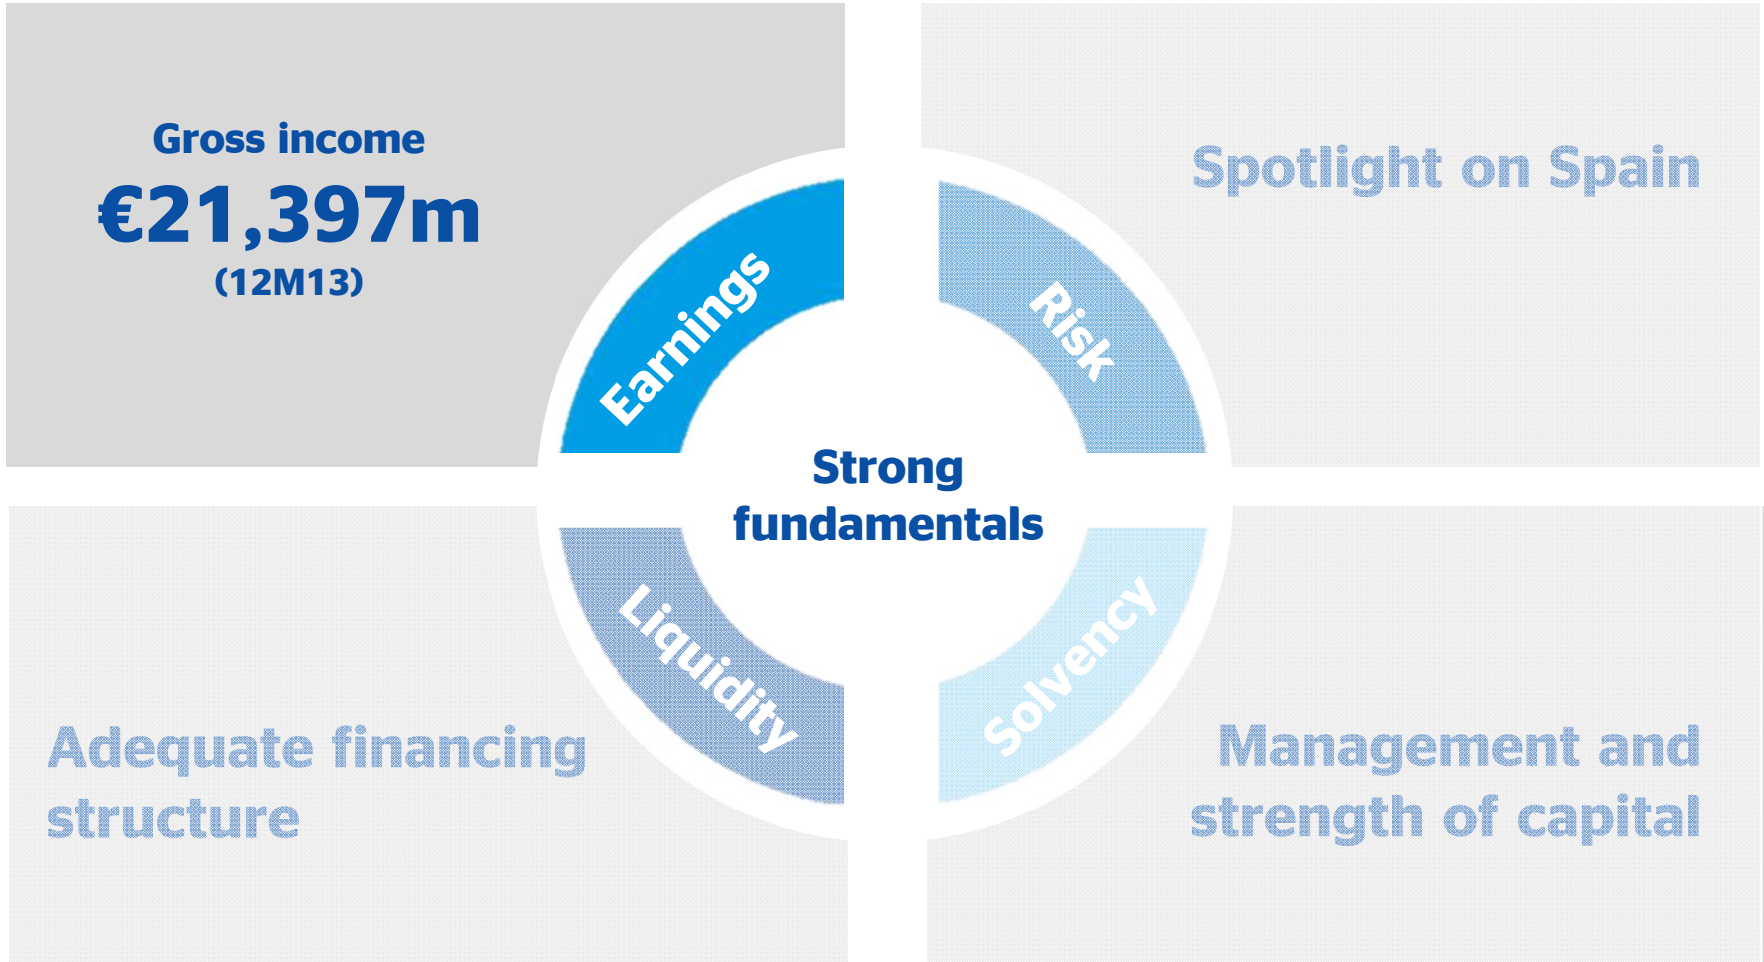 Gross income
€21,397m
(12M13)
Spotlight on Spain
Earnings
Risk
Strong
fundamentals
Liquidity
Solvency
Adequate financing
structure
Management and
strength of capital